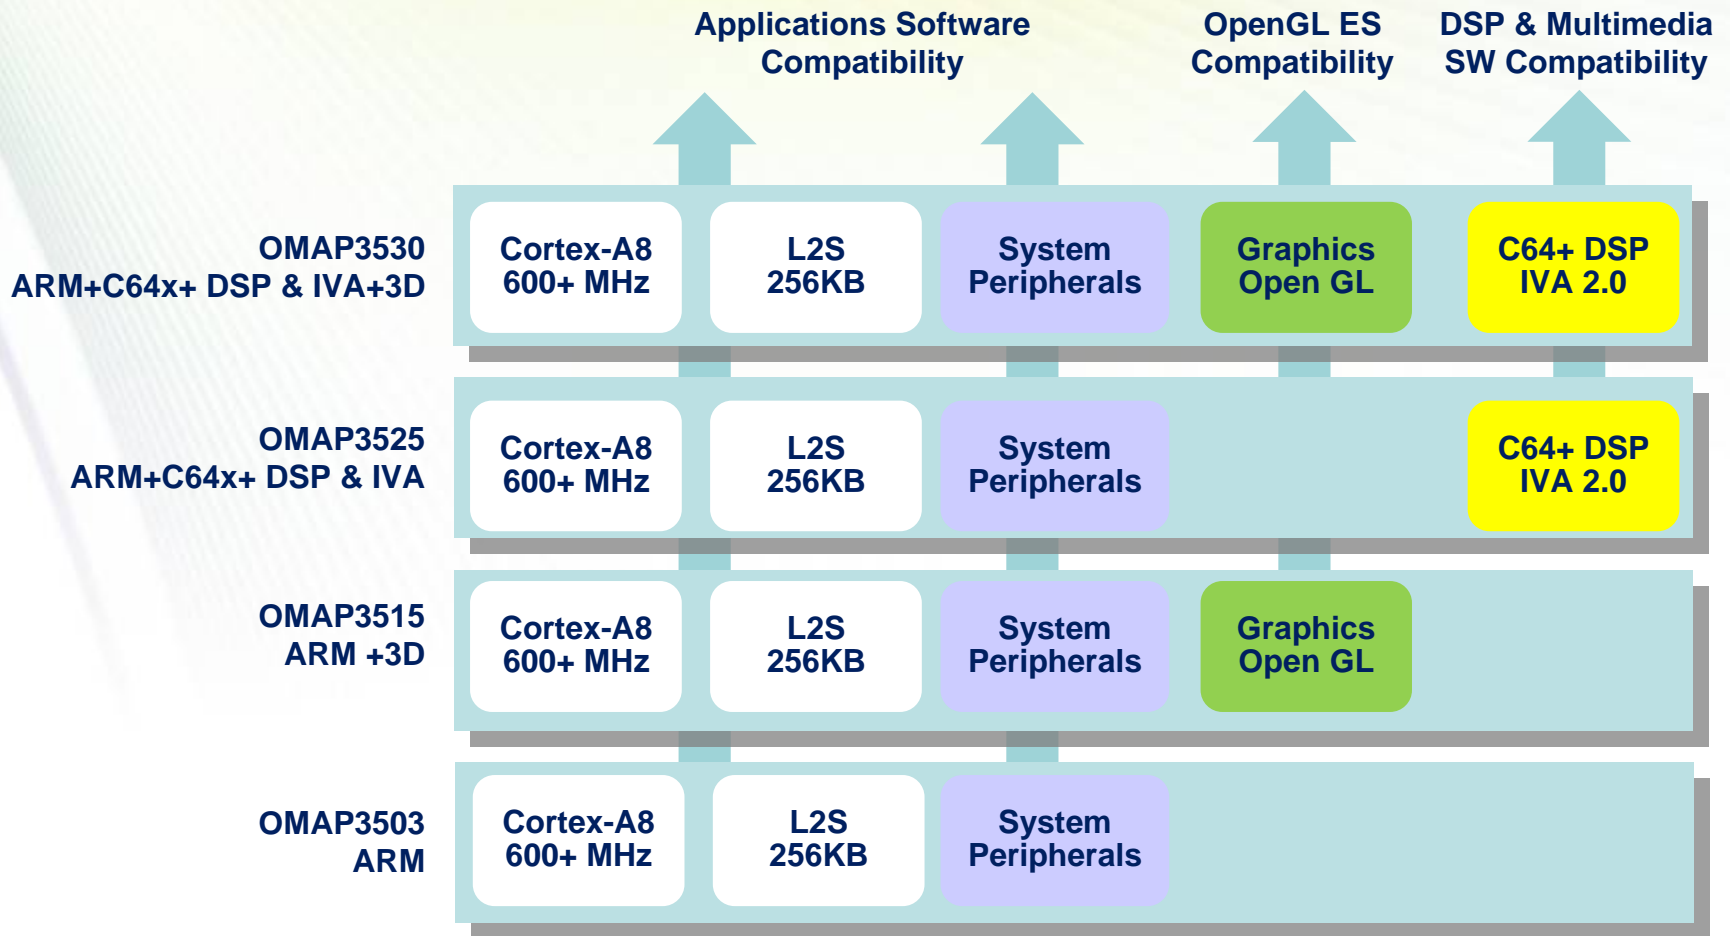 Applications Software
Compatibility
OpenGL ES
Compatibility
DSP & Multimedia
SW Compatibility
OMAP3530
ARM+C64x+ DSP & IVA+3D
Cortex-A8
600+ MHz
L2S
256KB
System
Peripherals
Graphics
Open GL
C64+ DSP
IVA 2.0
OMAP3525
ARM+C64x+ DSP & IVA
Cortex-A8
600+ MHz
L2S
256KB
System
Peripherals
C64+ DSP
IVA 2.0
OMAP3515
ARM +3D
Cortex-A8
600+ MHz
L2S
256KB
System
Peripherals
Graphics
Open GL
OMAP3503
ARM
Cortex-A8
600+ MHz
L2S
256KB
System
Peripherals